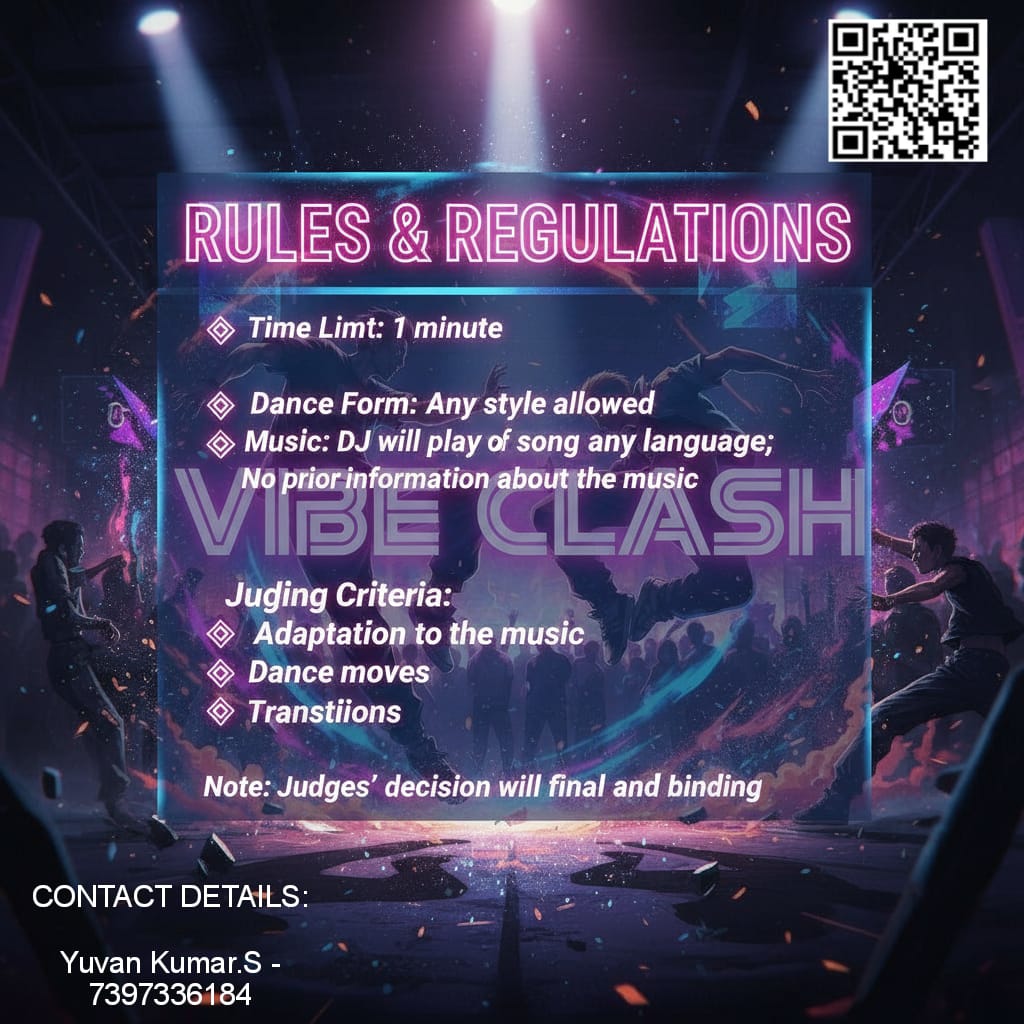 RULES & REGULATIONS
Time Limt: 1 minute
Dance Form: Any style allowed
Music: DJ will play of song any language;
No prior information about the music
VIBE CLASH
Juging Criteria:
Adaptation to the music
Dance moves
Transtiions
Note: Judges’ decision will final and binding
CONTACT DETAILS:
Yuvan Kumar.S -
7397336184